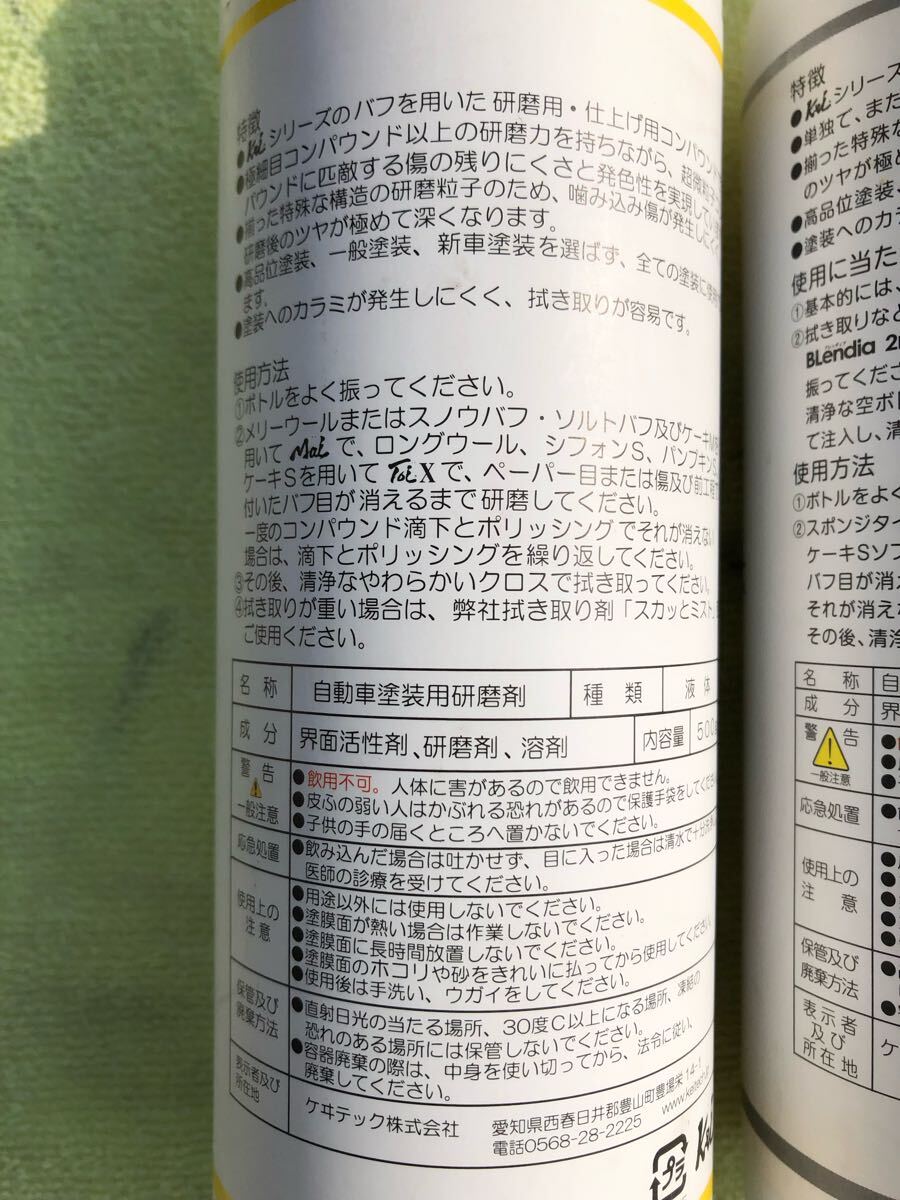 特徴
●KeiシリーズのバフをUいた研磨用・仕上げ用コンパウンド
●極細目コンパウンド以上の研磨力を持ちながら、超微粒子
パウンドに匹敵する傷の残りにくさと発色性を実現してい
●揃った特殊な構造の研磨粒子のため、噛み込み傷が発生しにく
研磨後のツヤが極めて深くなります。
●高品位塗装、一般塗装、新車塗装を選ばず、全ての塗装に使
ます。
●塗装へのカラミが発生しにくく、拭き取りが容易です。
使用方法
①ボトルをよく振ってください。
②メリーウールまたはスノウバフ・ソルトバフ及びケーキ
用いてMaiで、ロングウール、シフォンS、パンプキンS、
ケーキSを用いてToiXで、ペーパー目または傷及び前工程
付いたバフ目が消えるまで研磨してください。
一度のコンパウンド滴下とポリッシングでそれが消えない
場合は、滴下とポリッシングを繰り返してください。
③その後、清浄なやわらかいクロスで拭き取ってください。
④拭き取りが重い場合は、弊社拭き取り剤「スカッとミスト」
ご使用ください。
名称 自動車塗装用研磨剤 種類 液体
成分 界面活性剤、研磨剤、溶剤 内容量 500g
警告
一般注意
●飲用不可。人体に害があるので飲用できません。
●皮ふの弱い人はかぶれる恐れがあるので保護手袋をしてくだ
●子供の手の届くところへ置かないでください。
応急処置
●飲み込んだ場合は吐かせず、目に入った場合は清水で十分
医師の診療を受けてください。
使用上の
注意
●用途以外には使用しないでください。
●塗膜面が熱い場合は作業しないでください。
●塗膜面に長時間放置しないでください。
●塗膜面のホコリや砂をきれいに払ってから使用してください。
●使用後は手洗い、ウガイをしてください。
保管及び
廃棄方法
●直射日光の当たる場所、30度C以上になる場所、凍結の
恐れのある場所には保管しないでください。
●容器廃棄の際は、中身を使い切ってから、法令に従い、
廃棄してください。
表示者及び
所在地
ケヰテック株式会社 愛知県西春日井郡豊山町豊場栄14-1
電話0568-28-2225
プラ
特徴
●Keiシリーズ
●単独で、また
●揃った特殊な
のツヤが極め
●高品位塗装、
●塗装へのカラ
使用に当た
①基本的には、
②拭き取りなど
BLendia 2
振ってくださ
清浄な空ボト
で注入し、清
使用方法
①ボトルをよく
②スポンジタイ
ケーキSソフ
バフ目が消え
それが消えな
その後、清浄
名称 自
成分 界
警告
一般注意
応急処置
使用上の
注意
保管及び
廃棄方法
表示者
及び
所在地
ケ